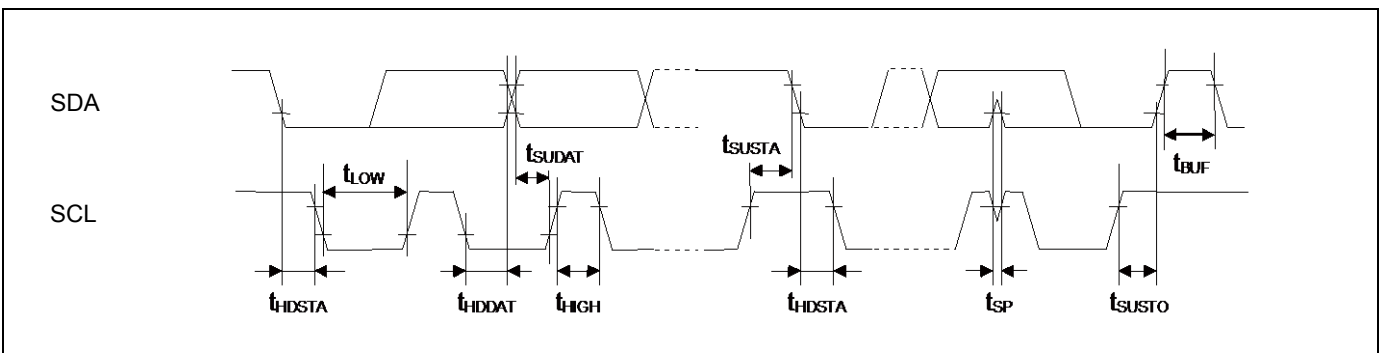 SDA
tSUDAT
tSUSTA
tBUF
tLOW
SCL
tHDSTA
tHDDAT
tHIGH
tHDSTA
tSP
tSUSTO